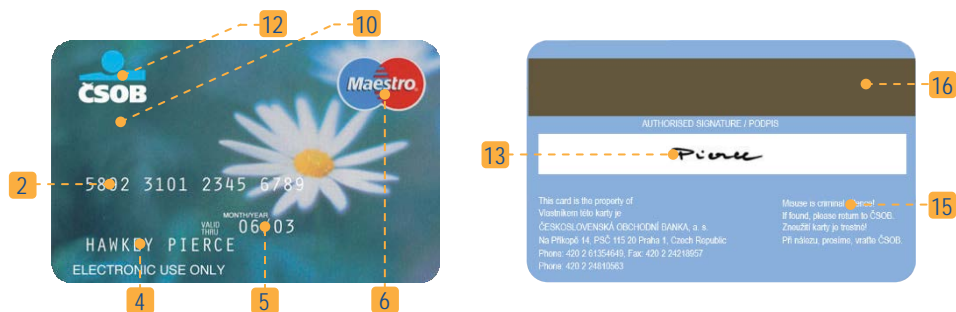 12
10
ČSOB
Maestro
2
5892 3101 2345 6789
MONTH/YEAR
VALID
THRU
06/03
HAWKEY PIERCE
ELECTRONIC USE ONLY
4
5
6
16
AUTHORISED SIGNATURE / PODPIS
13
Pierce
This card is the property of
Vlastníkem této karty je
ČESKOSLOVENSKÁ OBCHODNÍ BANKA, a. s.
Na Příkopě 14, PSČ 115 20 Praha 1, Czech Republic
Phone: 420 2 61354649, Fax: 420 2 24218957
Phone: 420 2 24810563
Misuse is criminal offence!
If found, please return to ČSOB.
Zneužití karty je trestné!
Při nálezu, prosíme, vraťte ČSOB.
15